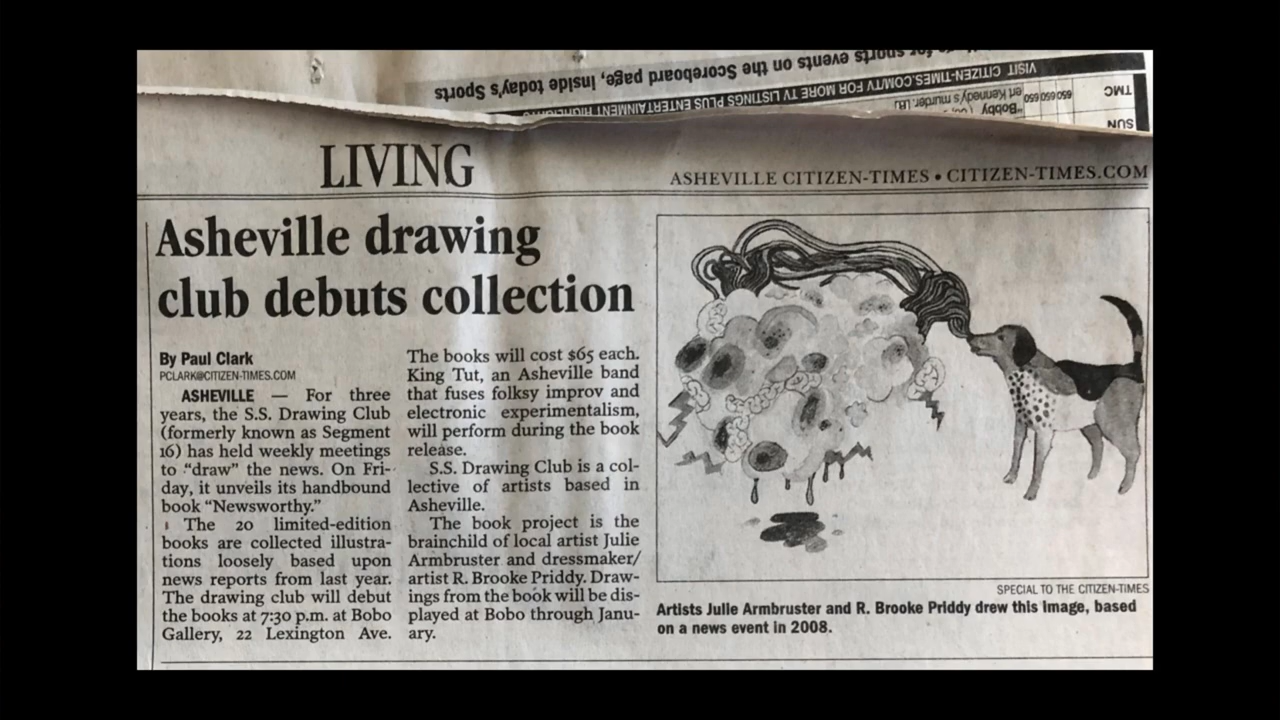 for sports events on the Scoreboard page, inside today's Sports
VISIT CITIZEN-TIMES.COM/TV FOR MORE TV LISTINGS PLUS ENTERTAINMENT HIGHLIGHTS
TMC 650 650 650 "Bobby
ert Kennedy's murder.
SUN
LIVING
ASHEVILLE CITIZEN-TIMES • CITIZEN-TIMES.COM
Asheville drawing
club debuts collection
By Paul Clark
PCLARK@CITIZEN-TIMES.COM
ASHEVILLE — For three
years, the S.S. Drawing Club
(formerly known as Segment
16) has held weekly meetings
to "draw" the news. On Fri-
day, it unveils its handbound
book "Newsworthy."
The 20 limited-edition
books are collected illustra-
tions loosely based upon
news reports from last year.
The drawing club will debut
the books at 7:30 p.m. at Bobo
Gallery, 22 Lexington Ave.
The books will cost $65 each.
King Tut, an Asheville band
that fuses folksy improv and
electronic experimentalism,
will perform during the book
release.
S.S. Drawing Club is a col-
lective of artists based in
Asheville.
The book project is the
brainchild of local artist Julie
Armbruster and dressmaker/
artist R. Brooke Priddy. Draw-
ings from the book will be dis-
played at Bobo through Janu-
ary.
SPECIAL TO THE CITIZEN-TIMES
Artists Julie Armbruster and R. Brooke Priddy drew this image, based
on a news event in 2008.